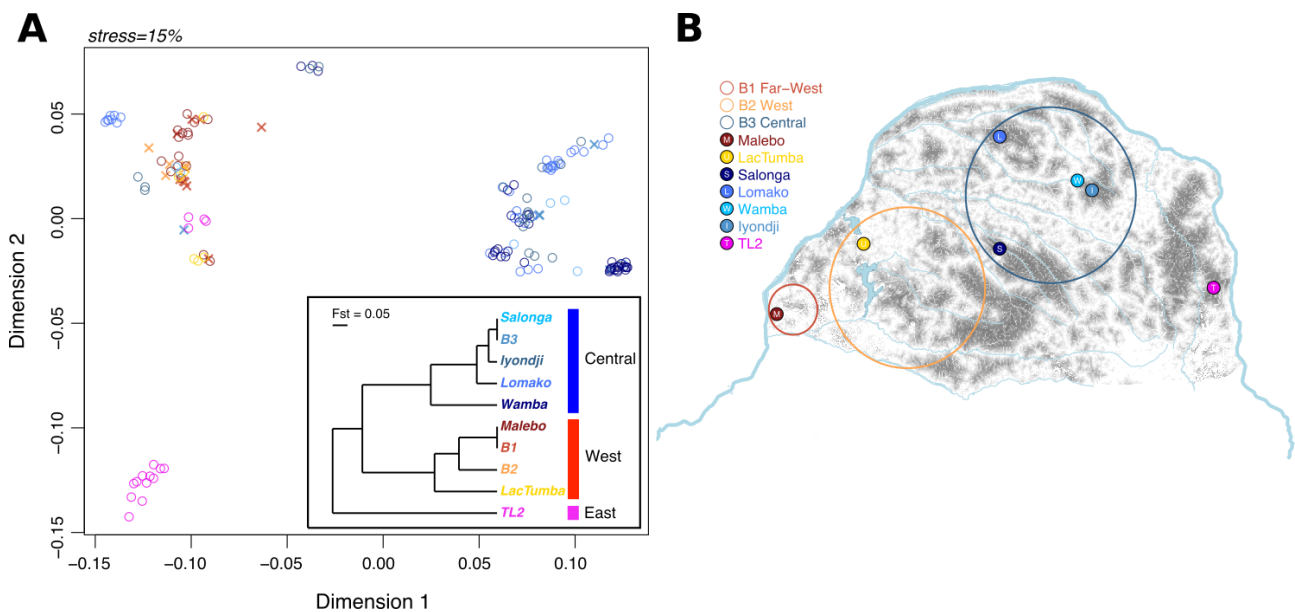 A
stress=15%
0.05
0.00
−0.05
−0.10
−0.15
Dimension 2
−0.15
−0.10
−0.05
0.00
0.05
0.10
Dimension 1
Fst = 0.05
Salonga
B3
Iyondji
Lomako
Wamba
Central
Malebo
B1
B2
LacTumba
West
TL2
East
B
B1 Far−West
B2 West
B3 Central
M Malebo
LacTumba
S Salonga
L Lomako
W Wamba
I Iyondji
T TL2
L
W
I
S
T
M